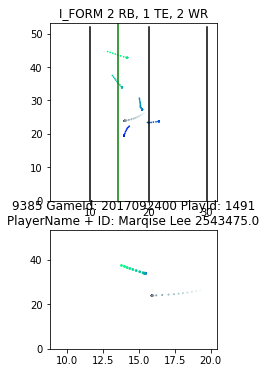 I_FORM 2 RB, 1 TE, 2 WR
50
40
30
20
10
0
10 20 30
9385 GameId: 2017092400 PlayId: 1491
PlayerName + ID: Marqise Lee 2543475.0
40
20
0
10.0 12.5 15.0 17.5 20.0